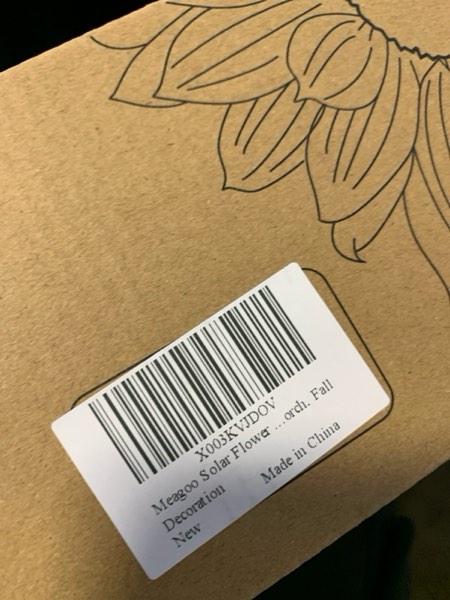 X003KVJDOV
Meagoo Solar Flower ...orch. Fall
Decoration
New
Made in China